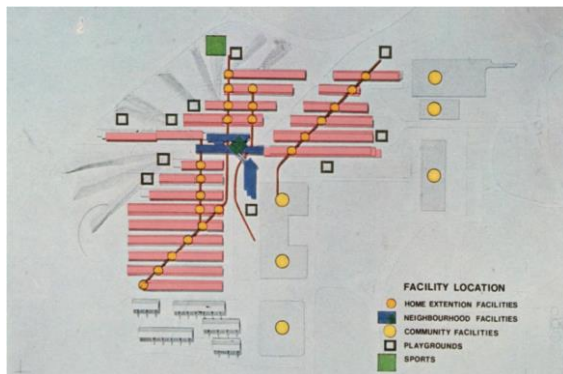 FACILITY LOCATION
HOME EXTENTION FACILITIES
NEIGHBOURHOOD FACILITIES
COMMUNITY FACILITIES
PLAYGROUNDS
SPORTS